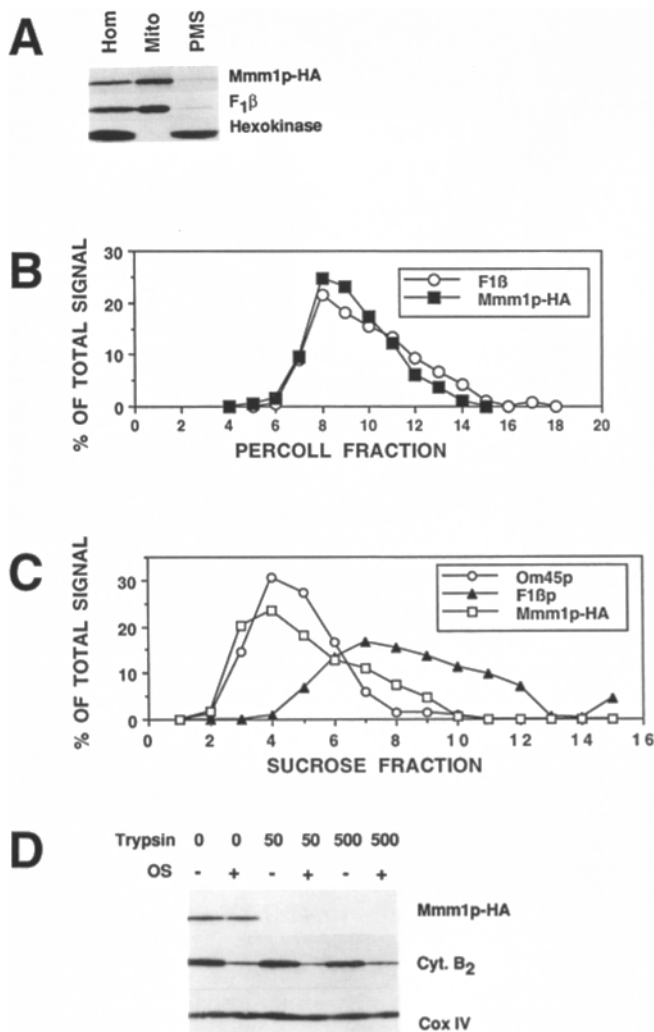 A
Hom Mito PMS
Mmm1p-HA
F1β
Hexokinase
B
% OF TOTAL SIGNAL
30
20
10
0
F1ß
Mmm1p-HA
0 2 4 6 8 10 12 14 16 18 20
PERCOLL FRACTION
C
% OF TOTAL SIGNAL
30
20
10
0
Om45p
F1ßp
Mmm1p-HA
0 2 4 6 8 10 12 14 16
SUCROSE FRACTION
D
Trypsin 0 0 50 50 500 500
OS - + - + - +
Mmm1p-HA
Cyt. B2
Cox IV